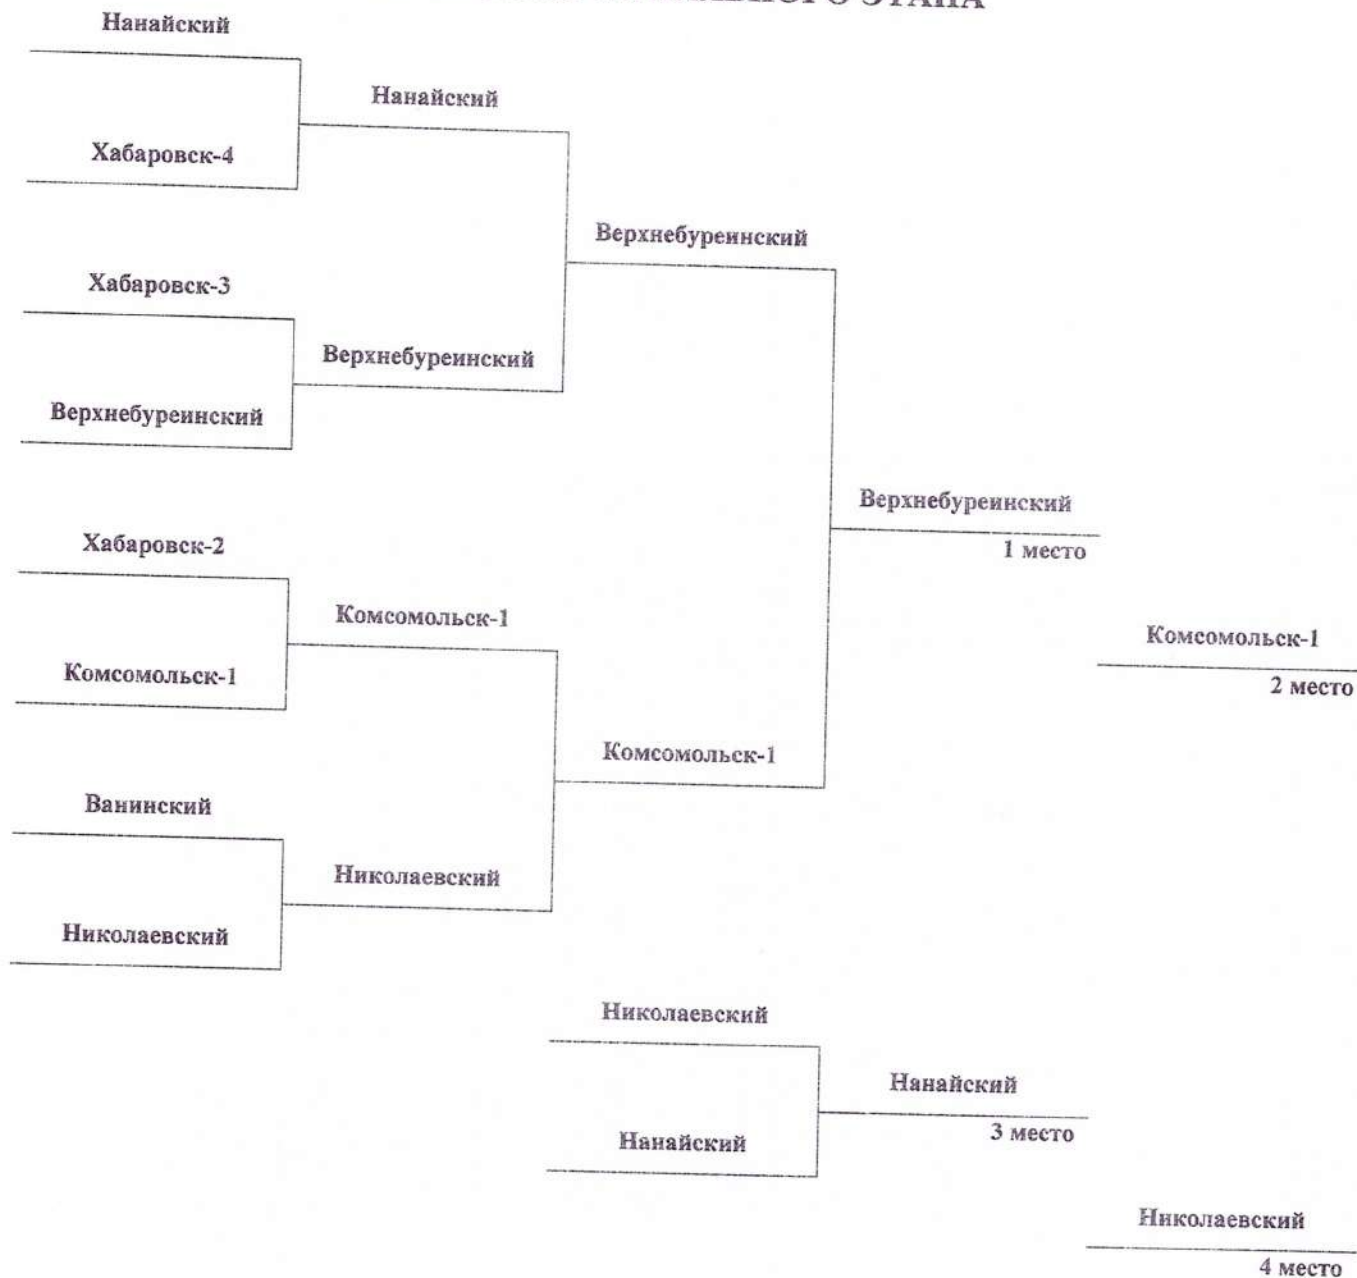 ЭТАПА
Нанайский
Хабаровск-4
Хабаровск-3
Верхнебуреинский
Хабаровск-2
Комсомольск-1
Ванинский
Николаевский
Нанайский
Верхнебуреинский
Комсомольск-1
Николаевский
Верхнебуреинский
Комсомольск-1
Николаевский
Нанайский
Верхнебуреинский
1 место
Нанайский
3 место
Комсомольск-1
2 место
Николаевский
4 место